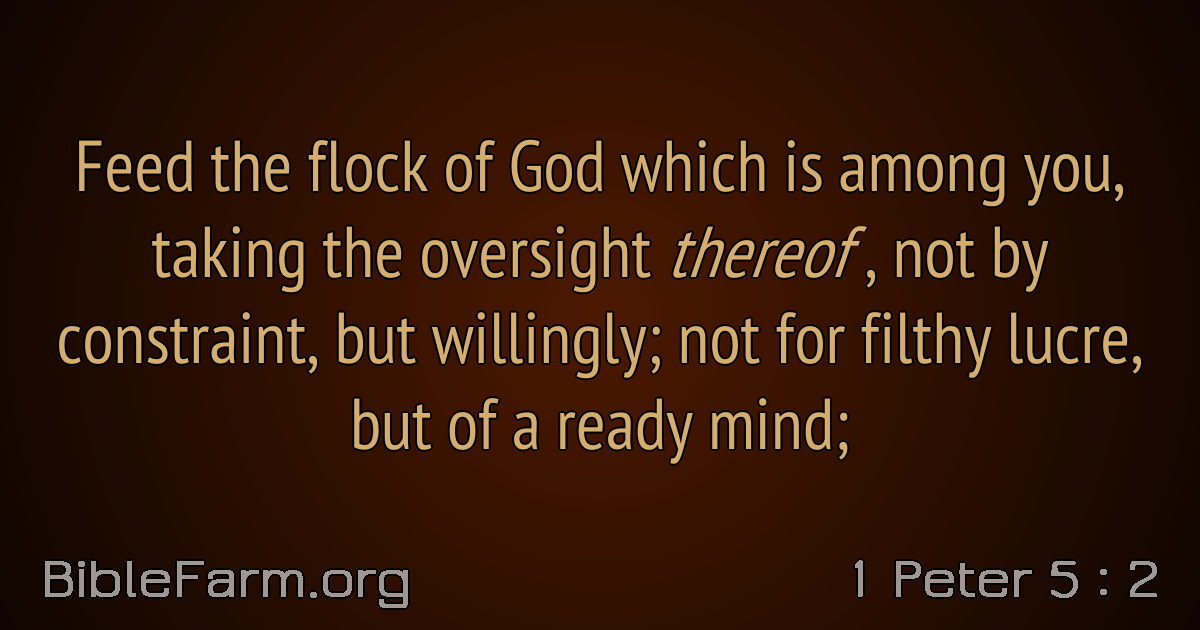 Feed the flock of God which is among you,
taking the oversight thereof , not by
constraint, but willingly; not for filthy lucre,
but of a ready mind;
BibleFarm.org
1 Peter 5 : 2